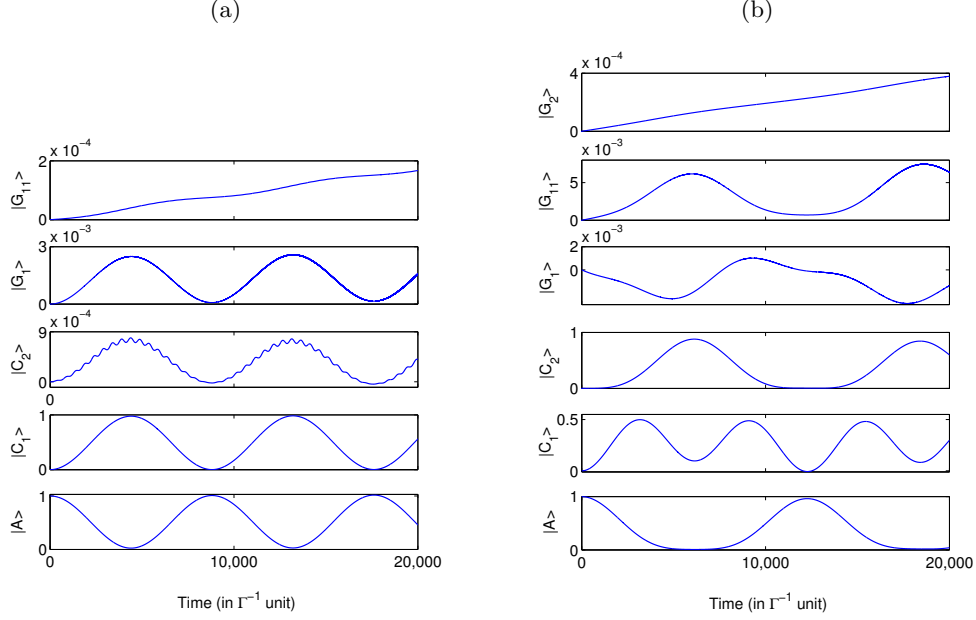 (a)
x 10⁻⁴
2
0
|G₁₁>
x 10⁻³
3
0
|G₁>
x 10⁻⁴
9
0
0
|C₂>
1
0
|C₁>
1
0
|A>
0 10,000 20,000
Time (in Γ⁻¹ unit)
(b)
x 10⁻⁴
4
0
|G₂>
x 10⁻³
5
0
|G₁₁>
x 10⁻³
2
0
|G₁>
1
0
|C₂>
0.5
0
|C₁>
1
0
|A>
0 10,000 20,000
Time (in Γ⁻¹ unit)